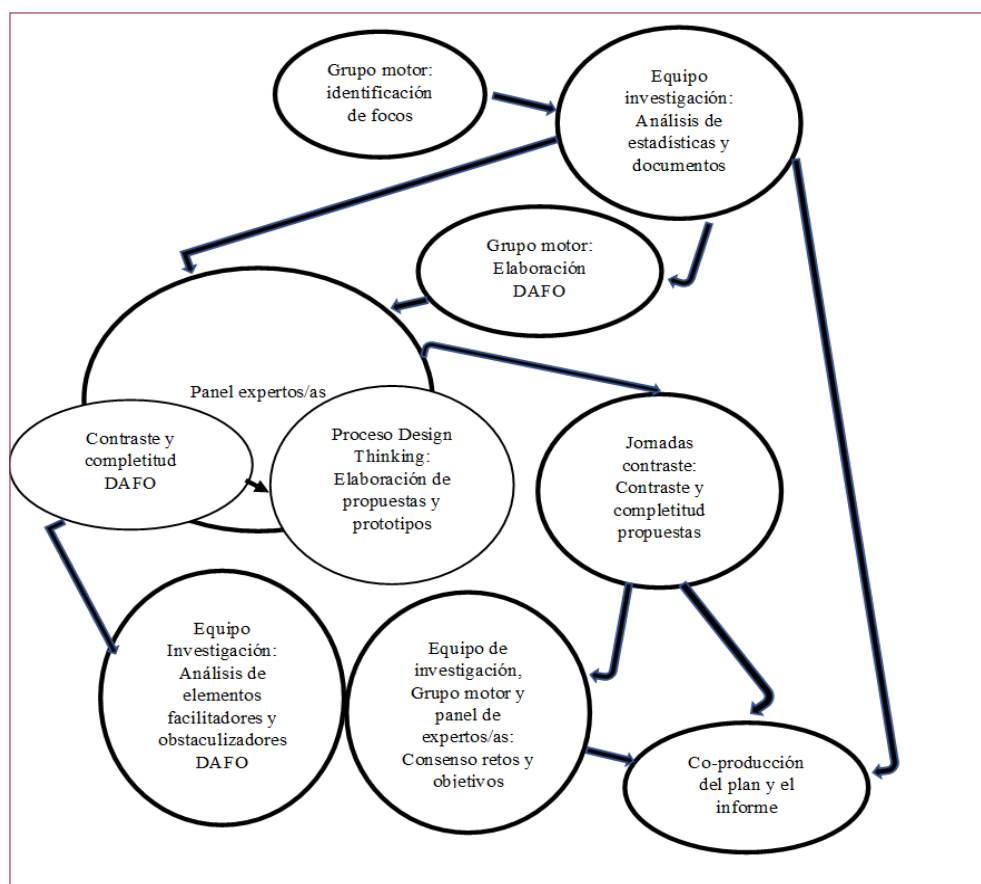 Grupo motor:
identificación
de focos
Equipo
investigación:
Análisis de
estadísticas y
documentos
Grupo motor:
Elaboración
DAFO
Panel expertos/as
Contraste y
completitud
DAFO
Proceso Design
Thinking:
Elaboración de
propuestas y
prototipos
Jornadas
contraste:
Contraste y
completitud
propuestas
Equipo
Investigación:
Análisis de
elementos
facilitadores y
obstaculizadores
DAFO
Equipo de
investigación,
Grupo motor y
panel de
expertos/as:
Consenso retos y
objetivos
Co-producción
del plan y el
informe